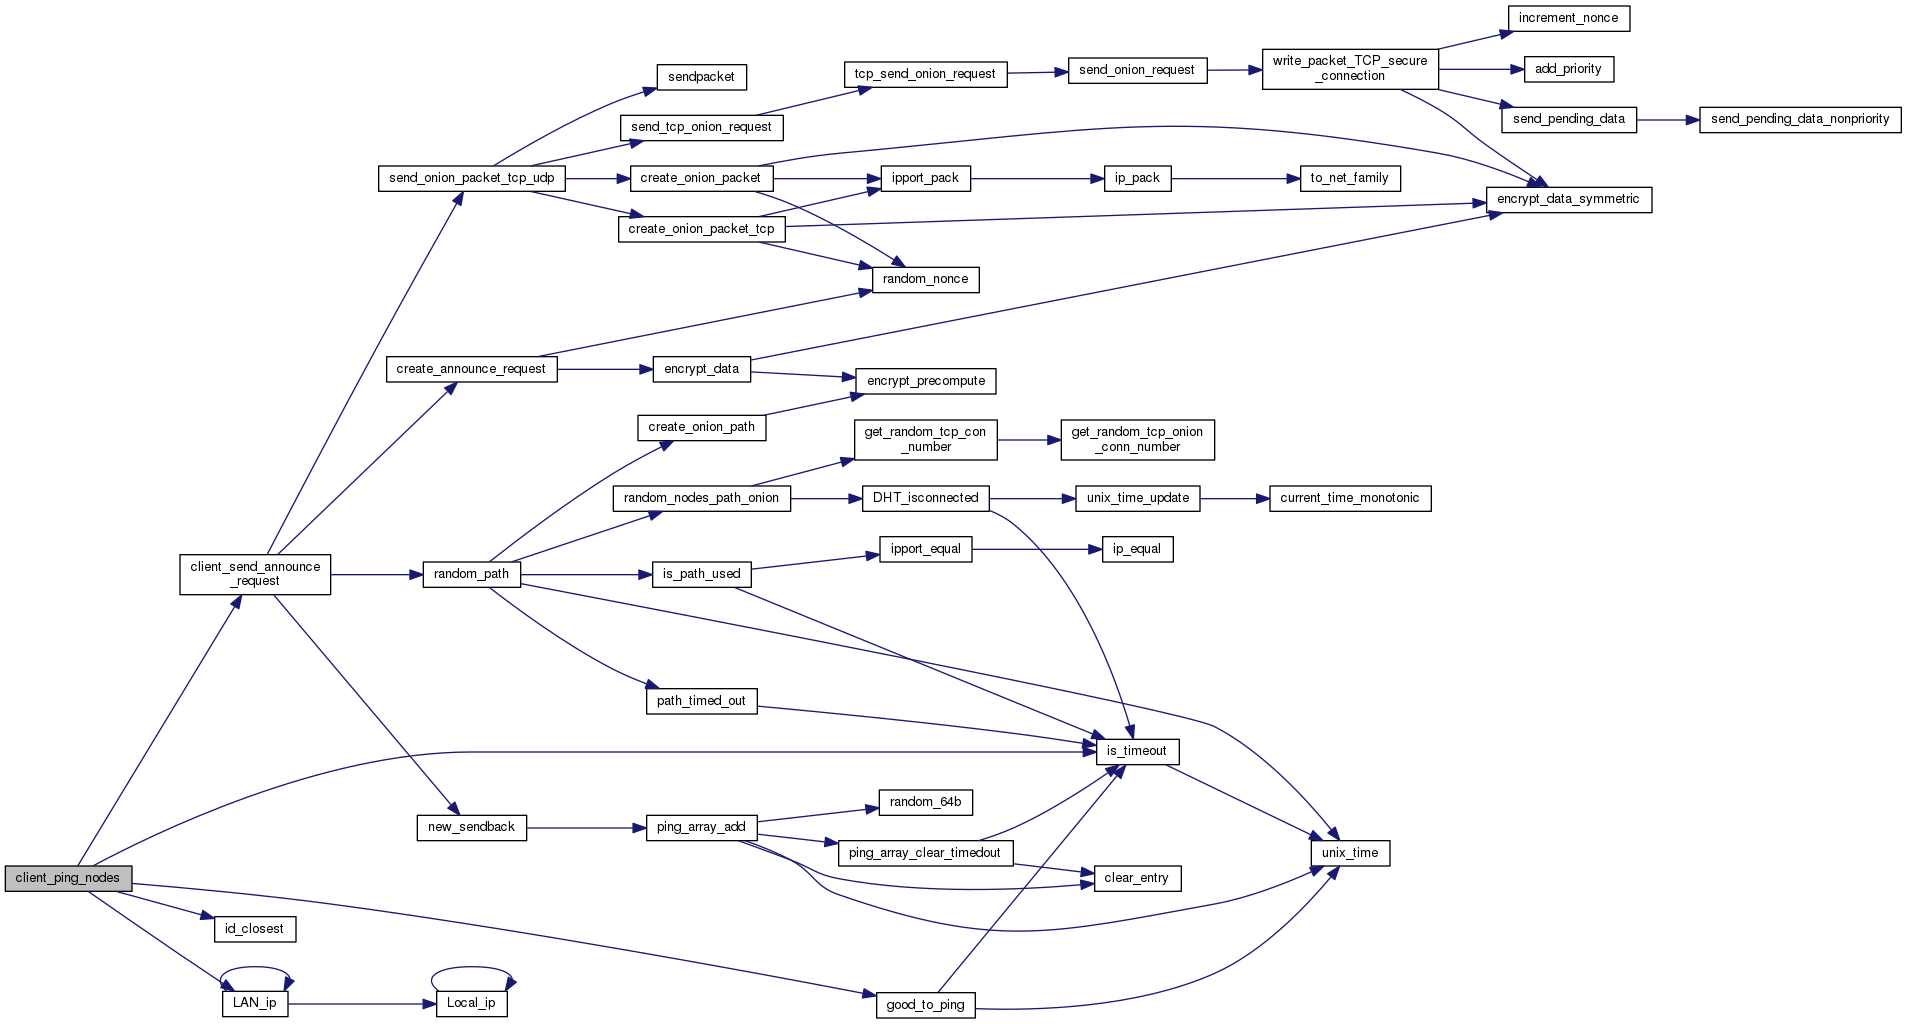 increment_nonce
write_packet_TCP_secure
_connection
add_priority
sendpacket
tcp_send_onion_request
send_onion_request
send_pending_data
send_pending_data_nonpriority
send_tcp_onion_request
send_onion_packet_tcp_udp
create_onion_packet
ipport_pack
ip_pack
to_net_family
encrypt_data_symmetric
create_onion_packet_tcp
random_nonce
create_announce_request
encrypt_data
encrypt_precompute
create_onion_path
get_random_tcp_con
_number
get_random_tcp_onion
_conn_number
random_nodes_path_onion
DHT_isconnected
unix_time_update
current_time_monotonic
client_send_announce
_request
random_path
is_path_used
ipport_equal
ip_equal
path_timed_out
is_timeout
random_64b
new_sendback
ping_array_add
ping_array_clear_timedout
unix_time
client_ping_nodes
clear_entry
id_closest
LAN_ip
Local_ip
good_to_ping